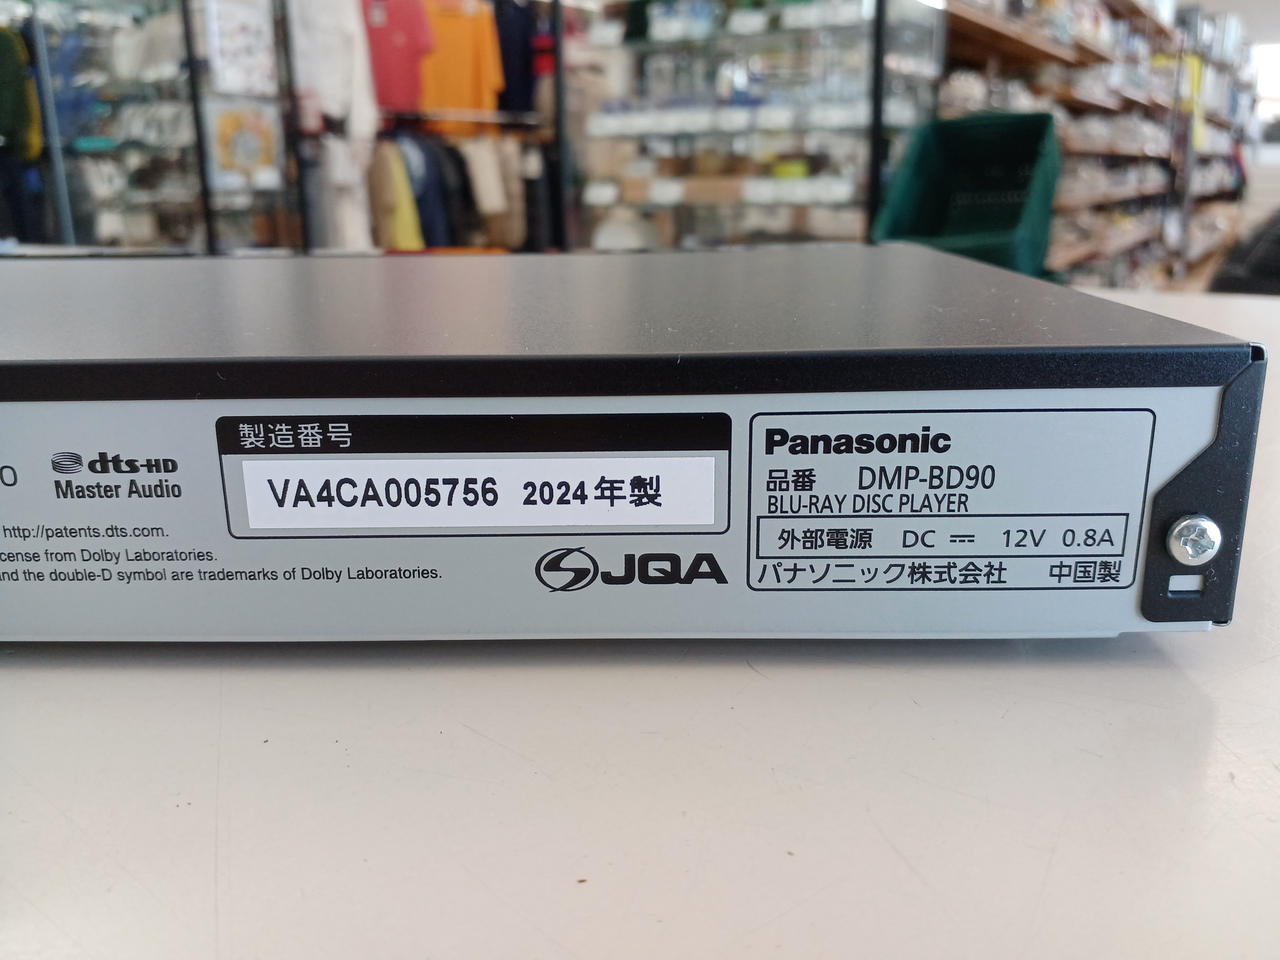 dts-HD
Master Audio
http://patents.dts.com.
cense from Dolby Laboratories.
nd the double-D symbol are trademarks of Dolby Laboratories.
製造番号
VA4CA005756 2024年製
JQA
Panasonic
品番 DMP-BD90
BLU-RAY DISC PLAYER
外部電源 DC ⎓ 12V 0.8A
パナソニック株式会社 中国製